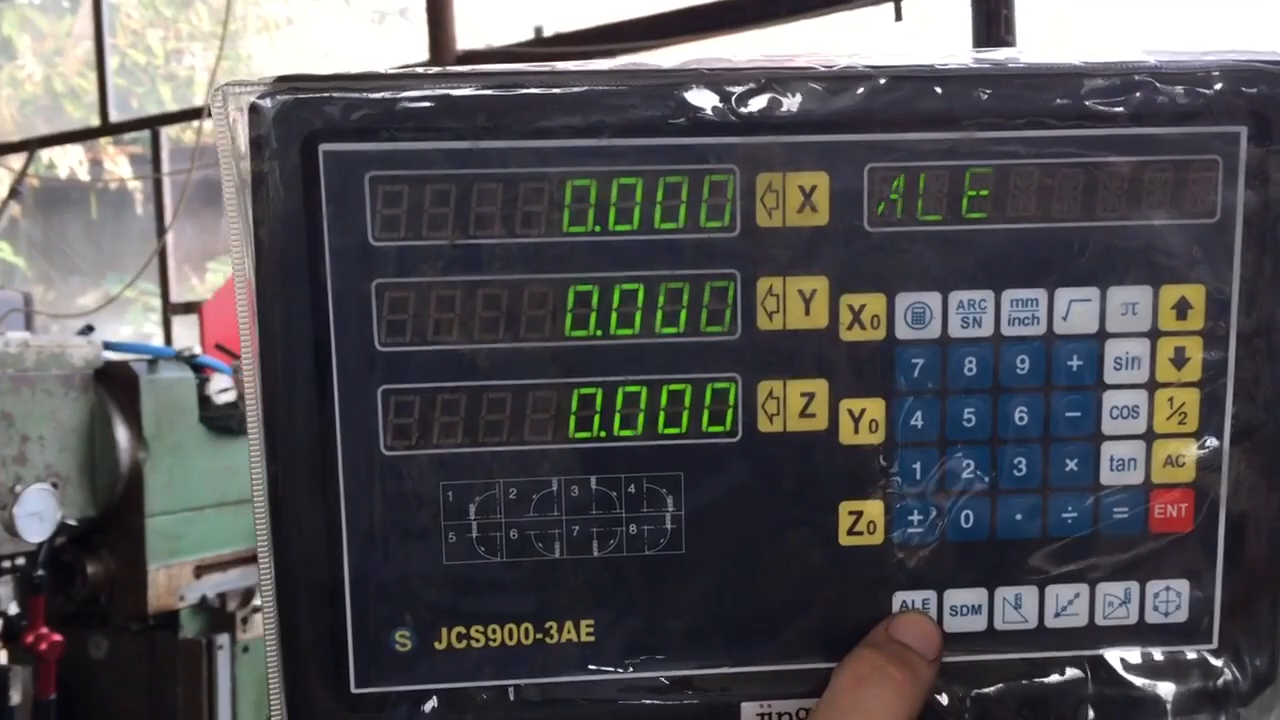 0.000 X ALE
0.000 Y
0.000 Z
X0 ARC SN mm inch √ π
7 8 9 + sin
Y0 4 5 6 − cos 1/2
1 2 3 × tan AC
Z0 ± 0 . ÷ = ENT
1 2 3 4
5 6 7 8
ALE SDM R
S JCS900-3AE